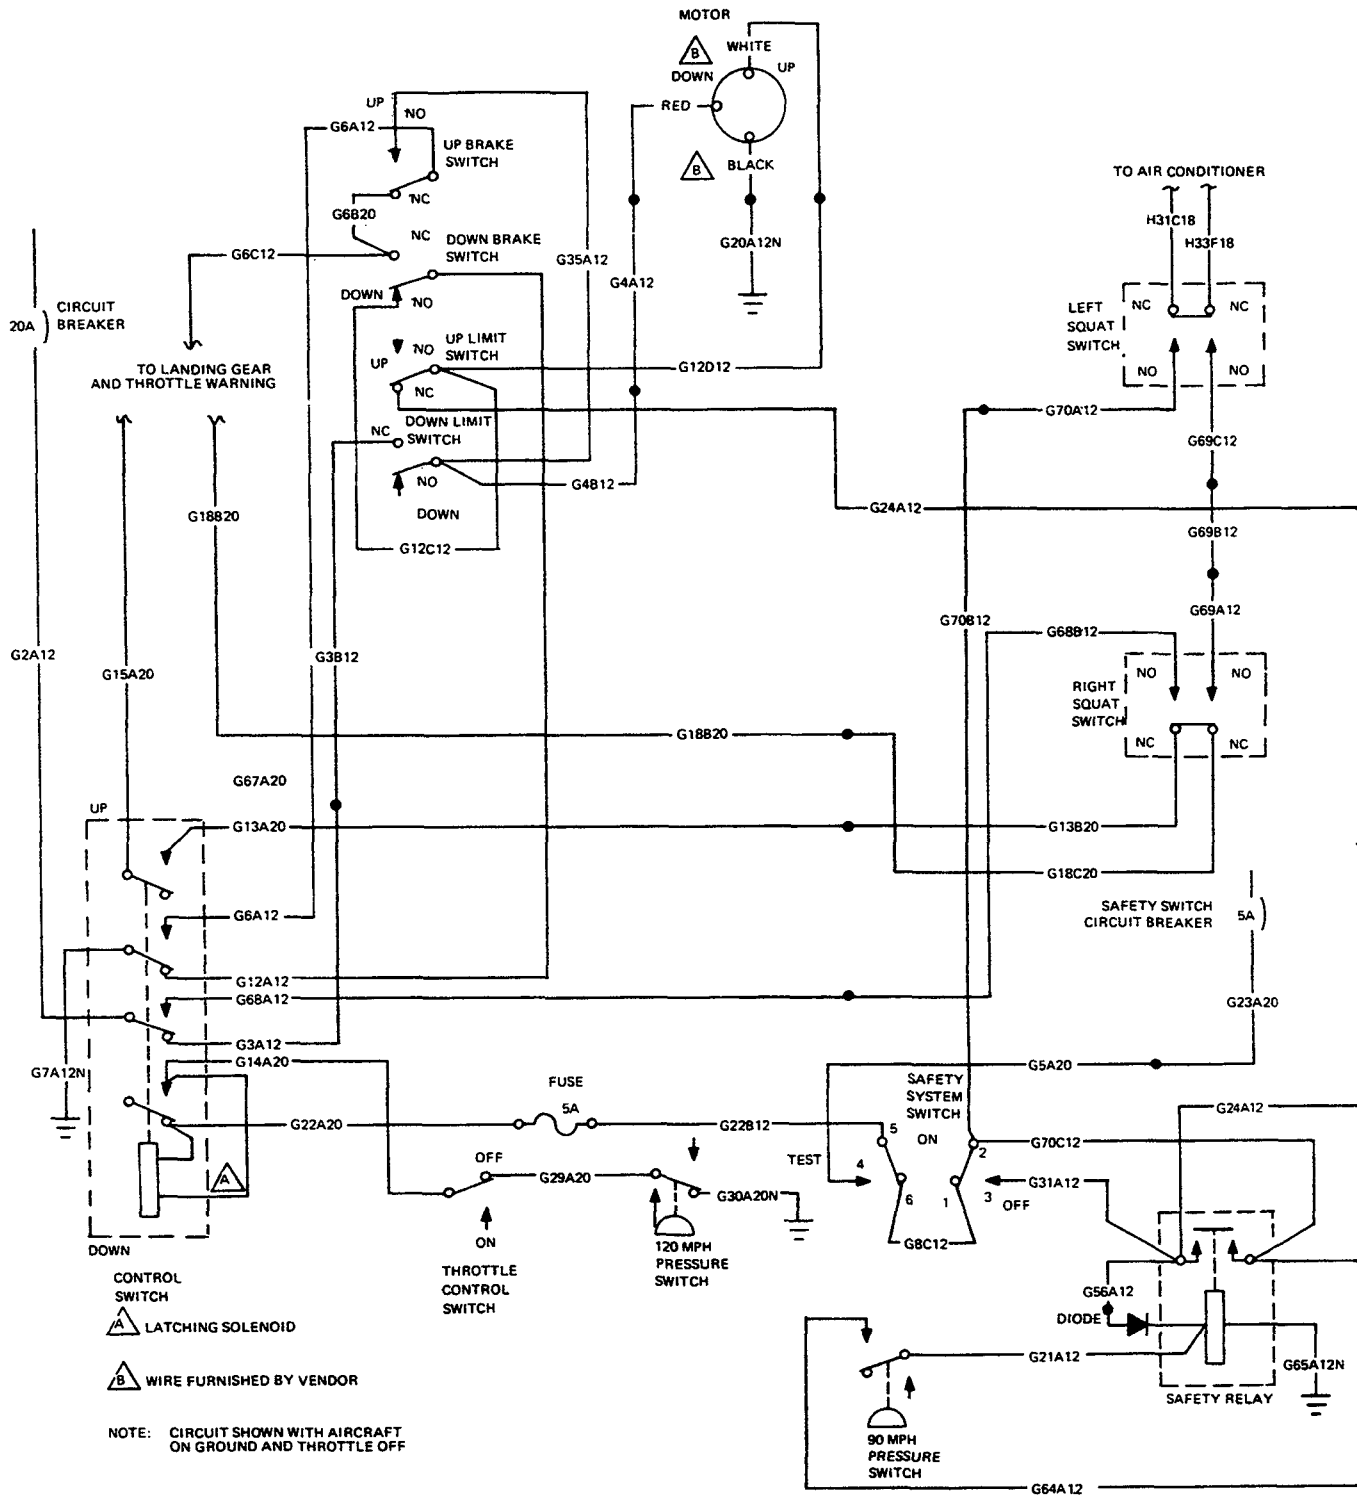 MOTOR
B
WHITE
DOWN
UP
RED
B
BLACK
UP
NO
G6A12
UP BRAKE
SWITCH
NC
G6B20
NC
DOWN BRAKE
SWITCH
G6C12
G35A12
G4A12
G20A12N
DOWN
NO
20A
CIRCUIT
BREAKER
TO LANDING GEAR
AND THROTTLE WARNING
NO
UP LIMIT
SWITCH
UP
NC
G12D12
DOWN LIMIT
SWITCH
NC
NO
G4B12
DOWN
G12C12
G18B20
G24A12
TO AIR CONDITIONER
H31C18
H33F18
NC
NC
LEFT
SQUAT
SWITCH
NO
NO
G70A12
G69C12
G69B12
G69A12
G70B12
G68B12
G2A12
G15A20
G3B12
NO
NO
RIGHT
SQUAT
SWITCH
NC
NC
G18B20
G67A20
UP
G13A20
G13B20
G18C20
SAFETY SWITCH
CIRCUIT BREAKER
5A
G6A12
G12A12
G68A12
G23A20
G3A12
G14A20
G7A12N
G5A20
FUSE
5A
SAFETY
SYSTEM
SWITCH
ON
G22A20
G22B12
5
2
G70C12
G24A12
TEST
4
OFF
G29A20
G30A20N
6
1
3
OFF
G31A12
A
ON
G8C12
DOWN
120 MPH
PRESSURE
SWITCH
CONTROL
SWITCH
THROTTLE
CONTROL
SWITCH
G56A12
DIODE
A LATCHING SOLENOID
G21A12
G65A12N
B WIRE FURNISHED BY VENDOR
SAFETY RELAY
NOTE: CIRCUIT SHOWN WITH AIRCRAFT
ON GROUND AND THROTTLE OFF
90 MPH
PRESSURE
SWITCH
G64A12